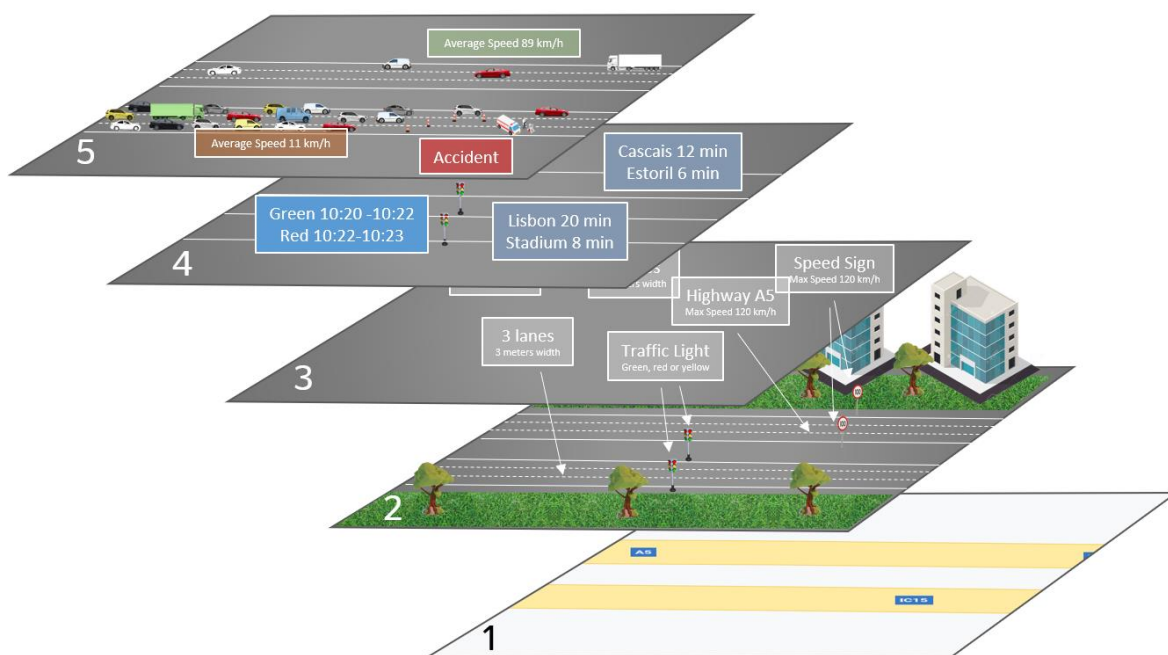 Average Speed 89 km/h
Average Speed 11 km/h
Accident
5
Cascais 12 min
Estoril 6 min
Green 10:20 -10:22
Red 10:22-10:23
Lisbon 20 min
Stadium 8 min
4
Speed Sign
Max Speed 120 km/h
width
Highway A5
Max Speed 120 km/h
3 lanes
3 meters width
Traffic Light
Green, red or yellow
3
2
A5
IC15
1